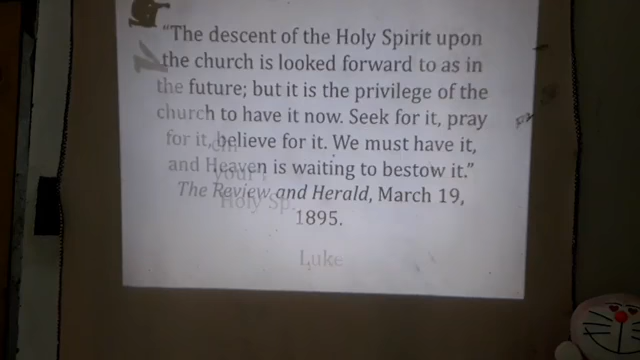 “The descent of the Holy Spirit upon
the church is looked forward to as in
the future; but it is the privilege of the
church to have it now. Seek for it, pray
for it, believe for it. We must have it,
and Heaven is waiting to bestow it.”
The Review and Herald, March 19,
1895.
your
Holy Sp
Luke